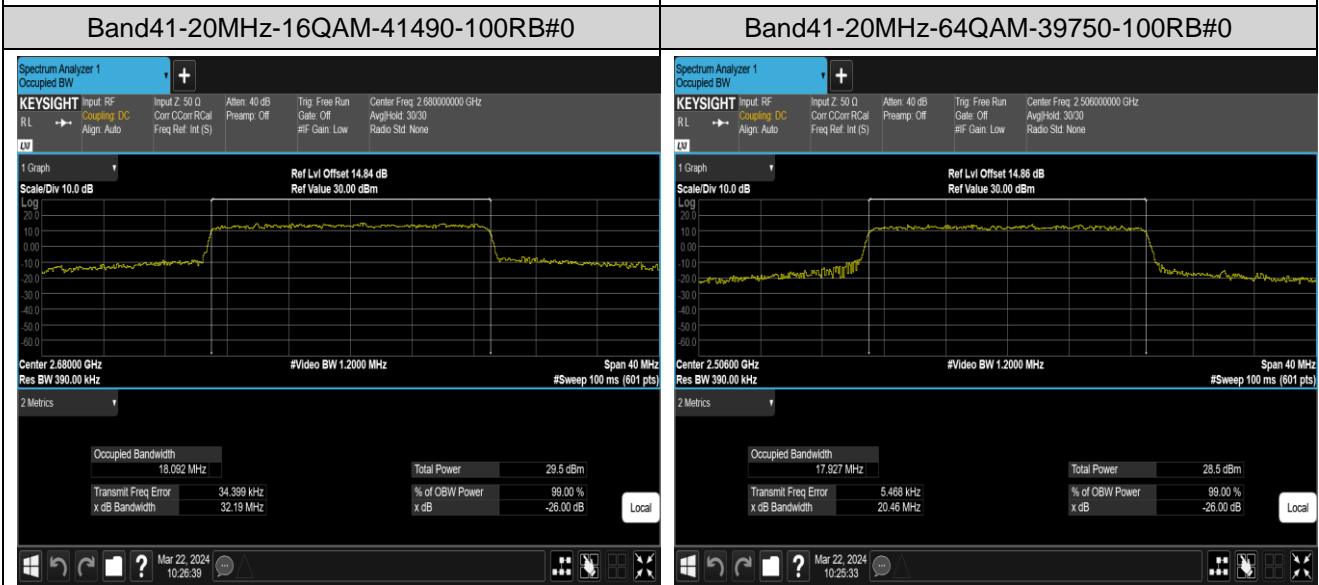 Band41-20MHz-16QAM-41490-100RB#0
Spectrum Analyzer 1
Occupied BW
+
KEYSIGHT
RL
LXI
Input: RF
Coupling: DC
Align: Auto
Input Z: 50 Ω
Corr CCorr RCal
Freq Ref: Int (S)
Atten: 40 dB
Preamp: Off
Trig: Free Run
Gate: Off
#IF Gain: Low
Center Freq: 2.680000000 GHz
Avg|Hold: 30/30
Radio Std: None
1 Graph
Scale/Div 10.0 dB
Ref Lvl Offset 14.84 dB
Ref Value 30.00 dBm
Log
20.0
10.0
0.00
-10.0
-20.0
-30.0
-40.0
-50.0
-60.0
Center 2.68000 GHz
Res BW 390.00 kHz
#Video BW 1.2000 MHz
Span 40 MHz
#Sweep 100 ms (601 pts)
2 Metrics
Occupied Bandwidth
18.092 MHz
Total Power 29.5 dBm
Transmit Freq Error 34.399 kHz
% of OBW Power 99.00 %
x dB Bandwidth 32.19 MHz
x dB -26.00 dB
Local
?
Mar 22, 2024
10:26:39
Band41-20MHz-64QAM-39750-100RB#0
Spectrum Analyzer 1
Occupied BW
+
KEYSIGHT
RL
LXI
Input: RF
Coupling: DC
Align: Auto
Input Z: 50 Ω
Corr CCorr RCal
Freq Ref: Int (S)
Atten: 40 dB
Preamp: Off
Trig: Free Run
Gate: Off
#IF Gain: Low
Center Freq: 2.506000000 GHz
Avg|Hold: 30/30
Radio Std: None
1 Graph
Scale/Div 10.0 dB
Ref Lvl Offset 14.86 dB
Ref Value 30.00 dBm
Log
20.0
10.0
0.00
-10.0
-20.0
-30.0
-40.0
-50.0
-60.0
Center 2.50600 GHz
Res BW 390.00 kHz
#Video BW 1.2000 MHz
Span 40 MHz
#Sweep 100 ms (601 pts)
2 Metrics
Occupied Bandwidth
17.927 MHz
Total Power 28.5 dBm
Transmit Freq Error 5.468 kHz
% of OBW Power 99.00 %
x dB Bandwidth 20.46 MHz
x dB -26.00 dB
Local
?
Mar 22, 2024
10:25:33